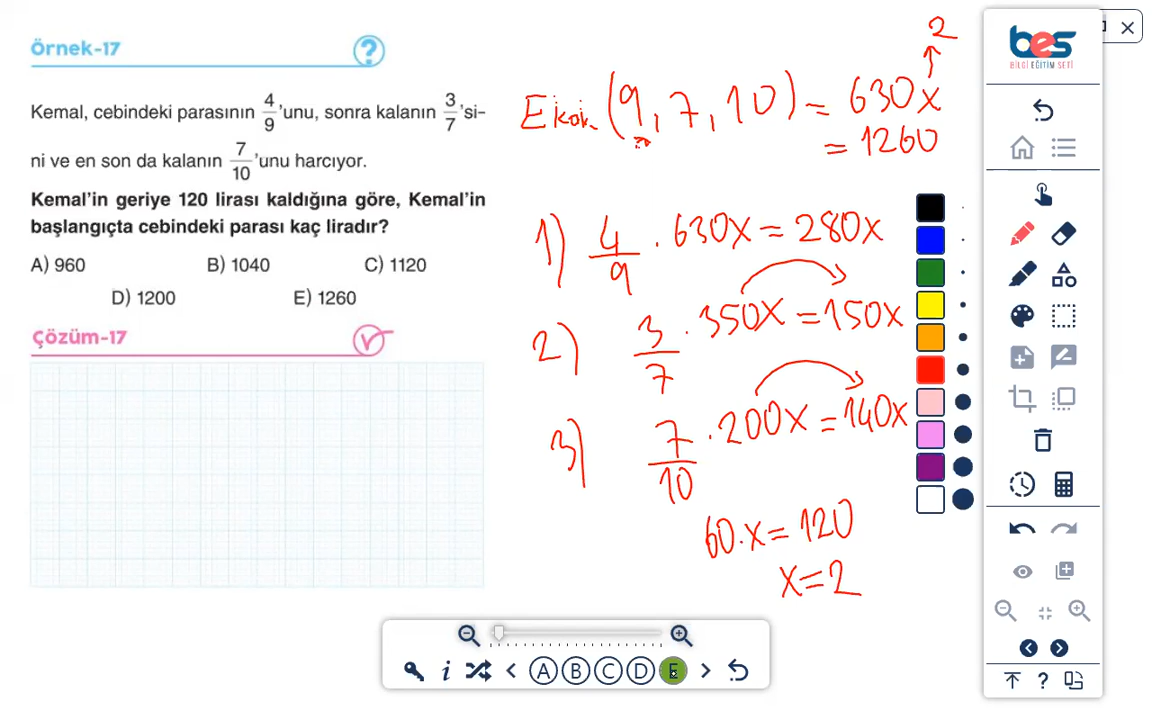 Örnek-17
?
Kemal, cebindeki parasının 4/9'unu, sonra kalanın 3/7'si-
ni ve en son da kalanın 7/10'unu harcıyor.
Kemal'in geriye 120 lirası kaldığına göre, Kemal'in
başlangıçta cebindeki parası kaç liradır?
A) 960 B) 1040 C) 1120
D) 1200 E) 1260
Çözüm-17
2
Ekok. (9, 7, 10) = 630x
= 1260
1) 4/9 . 630x = 280x
2) 3/7 . 350x = 150x
3) 7/10 . 200x = 140x
60.x = 120
x = 2
bes
BİLGİ EĞİTİM SETİ
?
i A B C D E